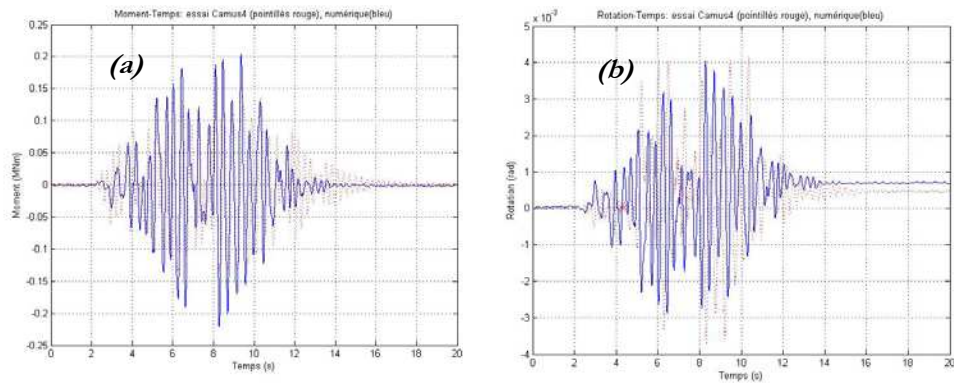 Moment-Temps: essai Camus4 (pointillés rouge), numérique(bleu)
(a)
0.25
0.2
0.15
0.1
0.05
0
-0.05
-0.1
-0.15
-0.2
-0.25
Moment (MNm)
0 2 4 6 8 10 12 14 16 18 20
Temps (s)
Rotation-Temps: essai Camus4 (pointillés rouge), numérique(bleu)
x 10⁻³
(b)
5
4
3
2
1
0
-1
-2
-3
-4
Rotation (rad)
0 2 4 6 8 10 12 14 16 18 20
Temps (s)